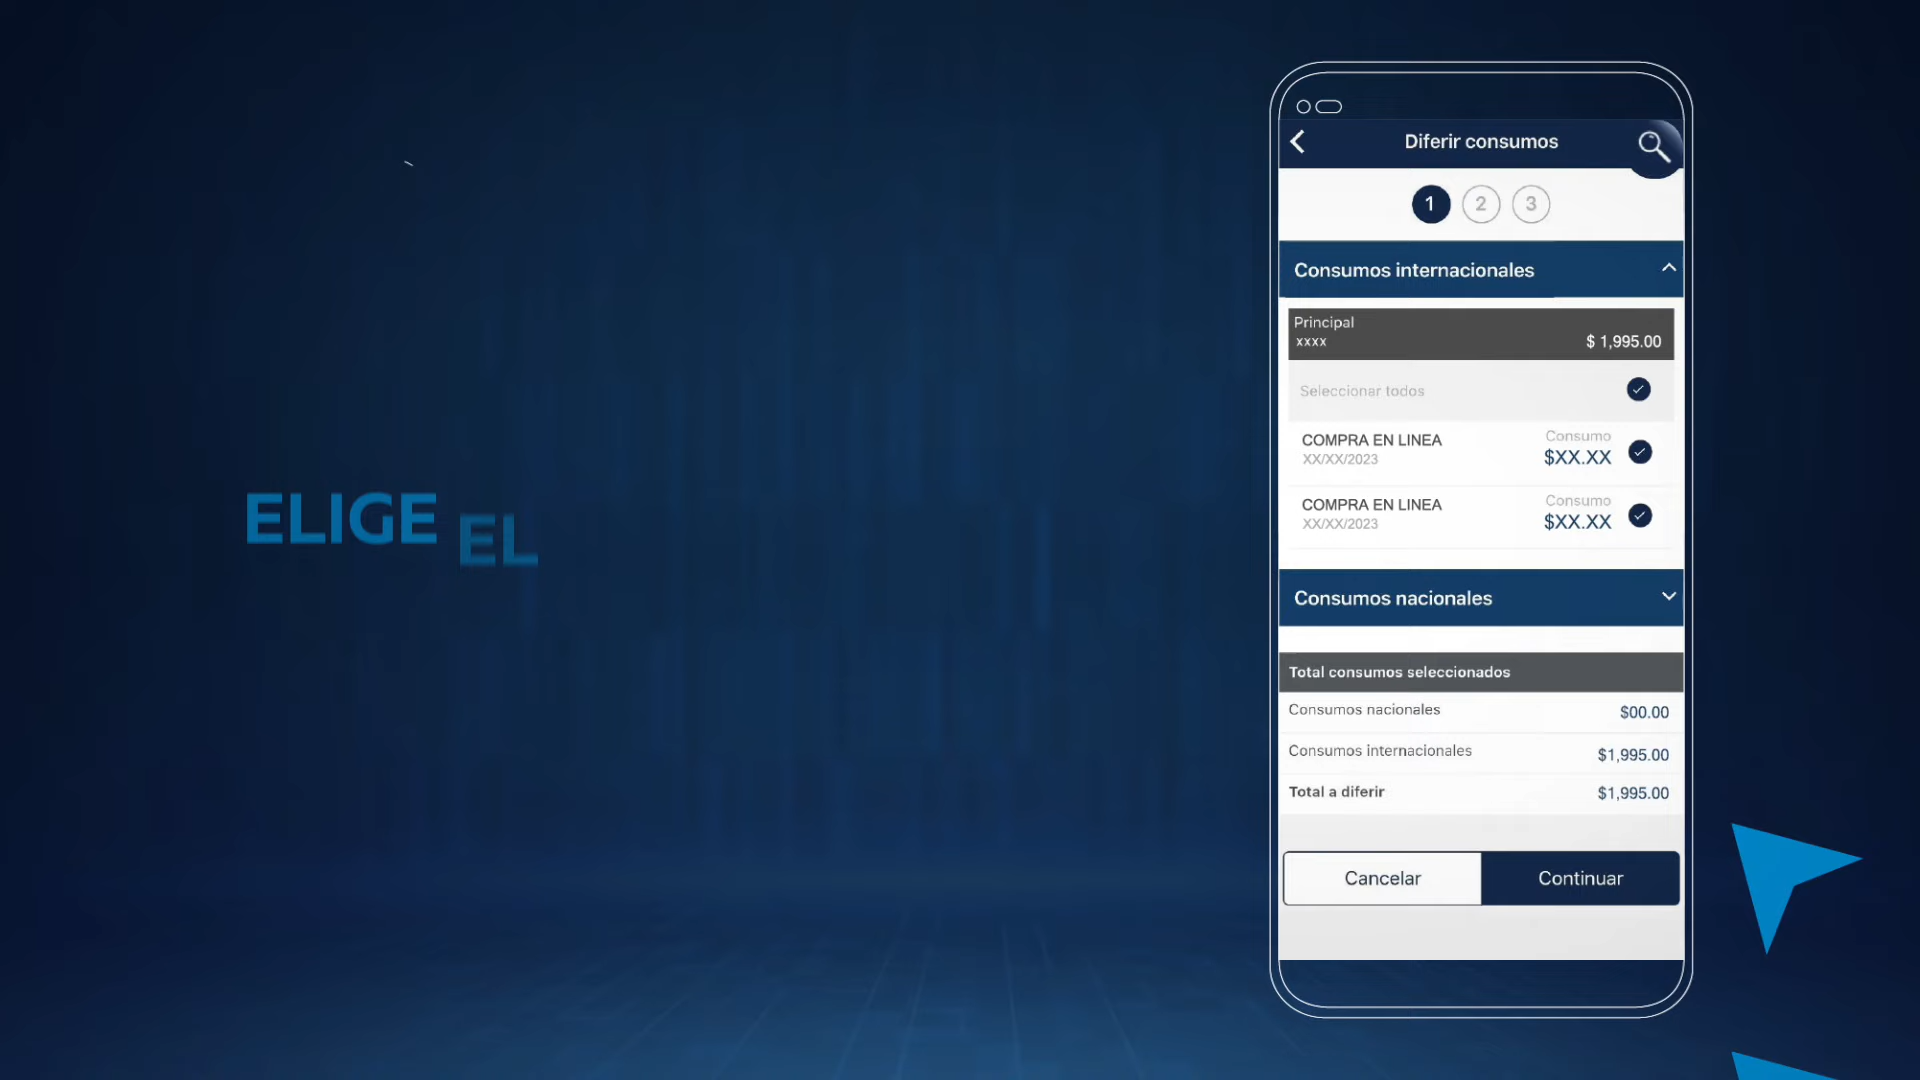 ELIGE EL
Diferir consumos
1 2 3
Consumos internacionales
Principal
xxxx $ 1,995.00
Seleccionar todos
COMPRA EN LINEA Consumo
XX/XX/2023 $XX.XX
COMPRA EN LINEA Consumo
XX/XX/2023 $XX.XX
Consumos nacionales
Total consumos seleccionados
Consumos nacionales $00.00
Consumos internacionales $1,995.00
Total a diferir $1,995.00
Cancelar Continuar